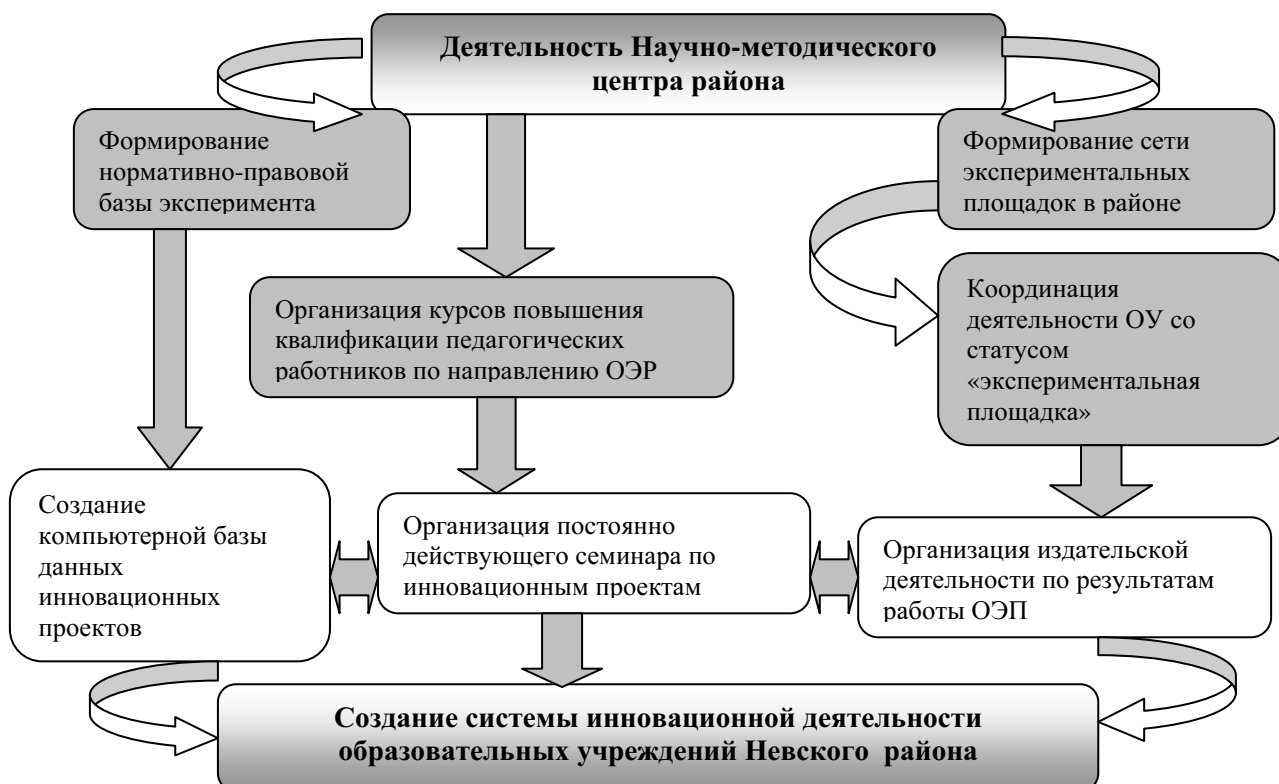 Деятельность Научно-методического
центра района
Формирование
нормативно-правовой
базы эксперимента
Формирование сети
экспериментальных
площадок в районе
Организация курсов повышения
квалификации педагогических
работников по направлению ОЭР
Координация
деятельности ОУ со
статусом
«экспериментальная
площадка»
Создание
компьютерной базы
данных
инновационных
проектов
Организация постоянно
действующего семинара по
инновационным проектам
Организация издательской
деятельности по результатам
работы ОЭП
Создание системы инновационной деятельности
образовательных учреждений Невского района